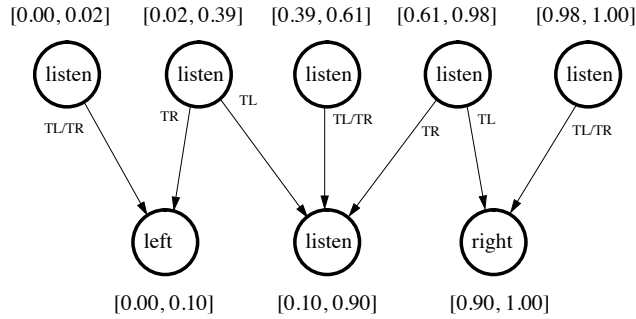 [0.00, 0.02] [0.02, 0.39] [0.39, 0.61] [0.61, 0.98] [0.98, 1.00]
listen listen listen listen listen
TL/TR TR TL TL/TR TR TL TL/TR
left listen right
[0.00, 0.10] [0.10, 0.90] [0.90, 1.00]